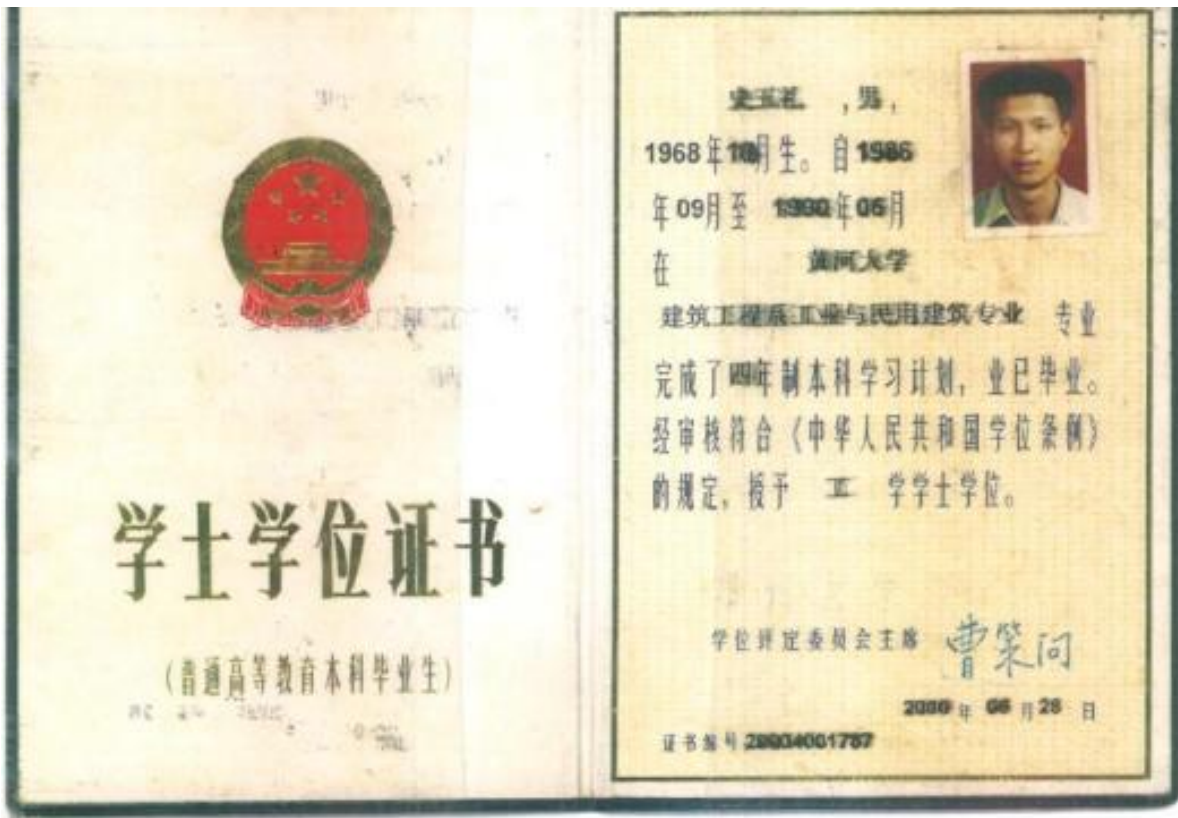 学士学位证书
(普通高等教育本科毕业生)
史玉礼 ,男,
1968年10月生。自1986
年09月至 1990年06月
在 黄河大学
建筑工程系工业与民用建筑专业 专业
完成了四年制本科学习计划，业已毕业。
经审核符合《中华人民共和国学位条例》
的规定，授予 工 学学士学位。
学位评定委员会主席 曹策问
年 06 月 28 日
证书编号